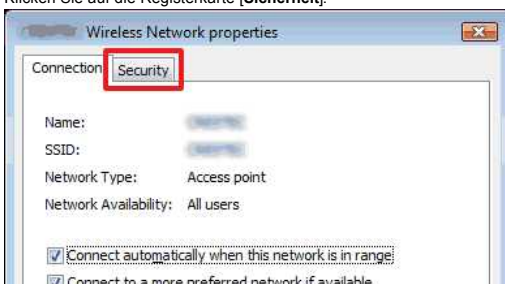 Klicken Sie auf die Registerkarte [Sicherheit].
Wireless Network properties
Connection Security
Name:
SSID:
Network Type: Access point
Network Availability: All users
Connect automatically when this network is in range
Connect to a more preferred network if available